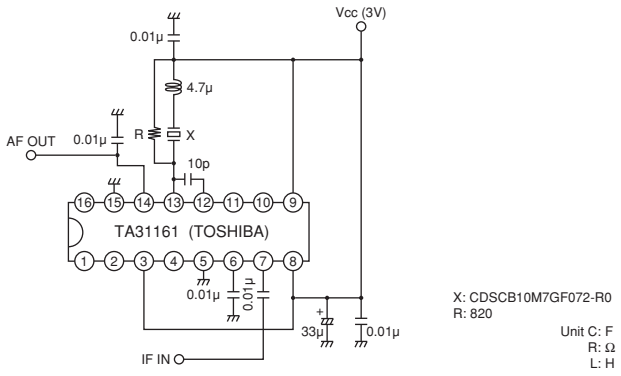 Vcc (3V)
0.01μ
4.7μ
AF OUT
0.01μ
R
X
10p
16 15 14 13 12 11 10 9
TA31161 (TOSHIBA)
1 2 3 4 5 6 7 8
0.01μ
0.01μ
+
33μ
0.01μ
IF IN
X: CDSCB10M7GF072-R0
R: 820
Unit C: F
R: Ω
L: H